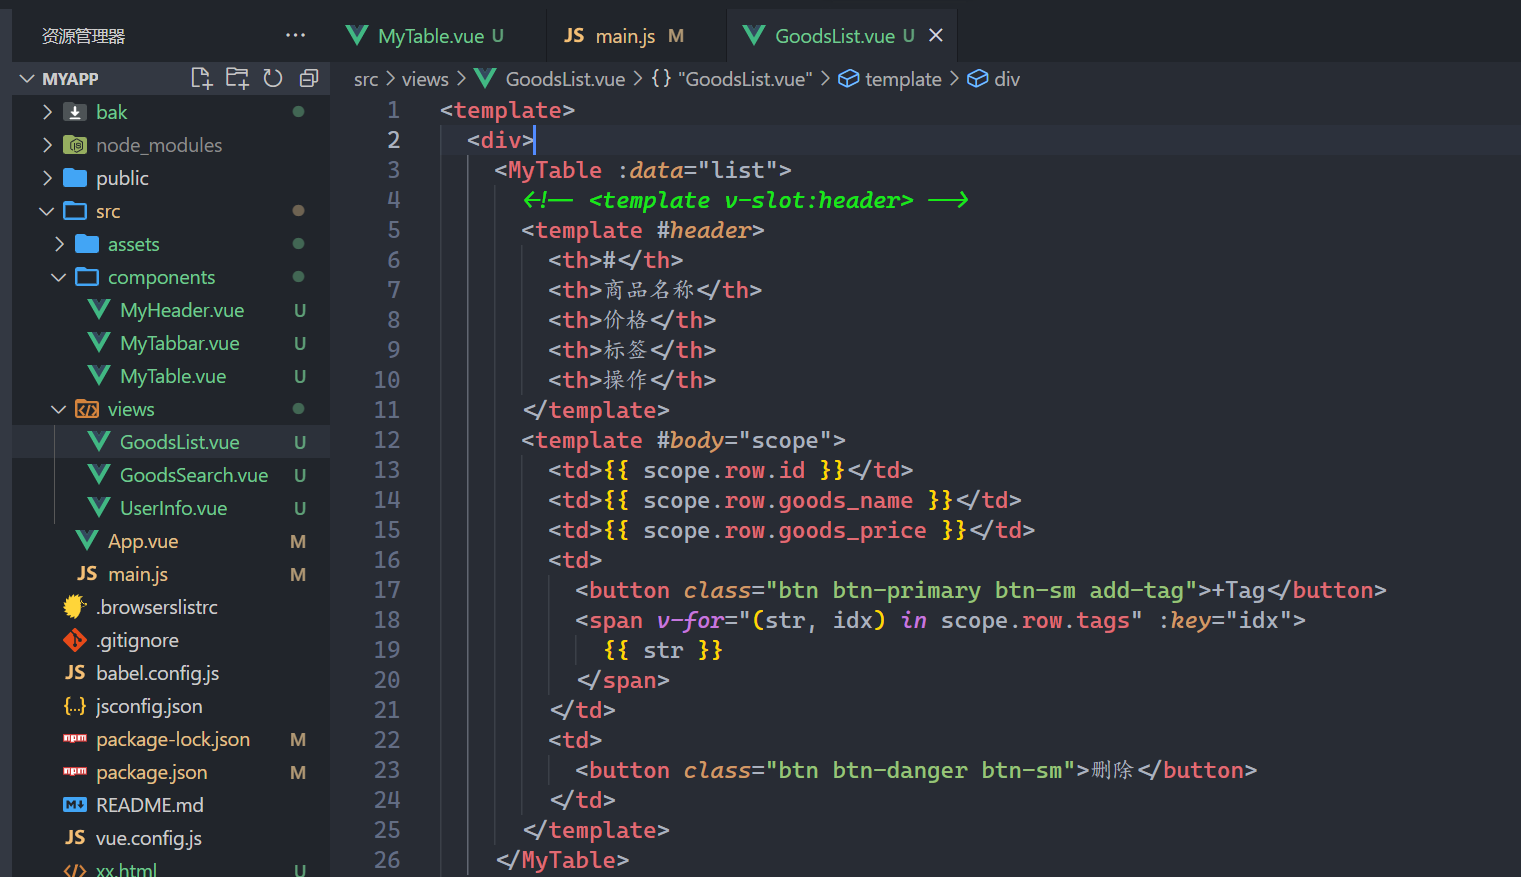 资源管理器
MyTable.vue U
JS main.js M
GoodsList.vue U
MYAPP
src > views > GoodsList.vue > {} "GoodsList.vue" > template > div
bak
node_modules
public
src
assets
components
MyHeader.vue U
MyTabbar.vue U
MyTable.vue U
views
GoodsList.vue U
GoodsSearch.vue U
UserInfo.vue U
App.vue M
JS main.js M
.browserslistrc
.gitignore
JS babel.config.js
{..} jsconfig.json
npm package-lock.json M
npm package.json M
M README.md
JS vue.config.js
</> xx.html U
1 <template>
2 <div>
3 <MyTable :data="list">
4 <!-- <template v-slot:header> -->
5 <template #header>
6 <th>#</th>
7 <th>商品名称</th>
8 <th>价格</th>
9 <th>标签</th>
10 <th>操作</th>
11 </template>
12 <template #body="scope">
13 <td>{{ scope.row.id }}</td>
14 <td>{{ scope.row.goods_name }}</td>
15 <td>{{ scope.row.goods_price }}</td>
16 <td>
17 <button class="btn btn-primary btn-sm add-tag">+Tag</button>
18 <span v-for="(str, idx) in scope.row.tags" :key="idx">
19 {{ str }}
20 </span>
21 </td>
22 <td>
23 <button class="btn btn-danger btn-sm">删除</button>
24 </td>
25 </template>
26 </MyTable>